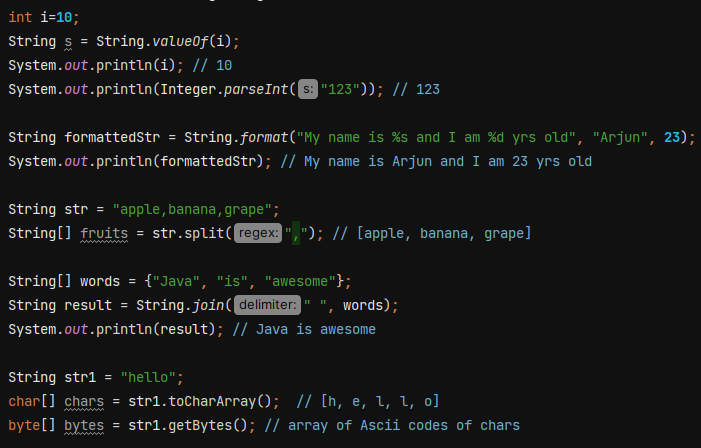 int i=10;
String s = String.valueOf(i);
System.out.println(i); // 10
System.out.println(Integer.parseInt( s: "123")); // 123
String formattedStr = String.format("My name is %s and I am %d yrs old", "Arjun", 23);
System.out.println(formattedStr); // My name is Arjun and I am 23 yrs old
String str = "apple,banana,grape";
String[] fruits = str.split( regex: ","); // [apple, banana, grape]
String[] words = {"Java", "is", "awesome"};
String result = String.join( delimiter: " ", words);
System.out.println(result); // Java is awesome
String str1 = "hello";
char[] chars = str1.toCharArray();  // [h, e, l, l, o]
byte[] bytes = str1.getBytes(); // array of Ascii codes of chars